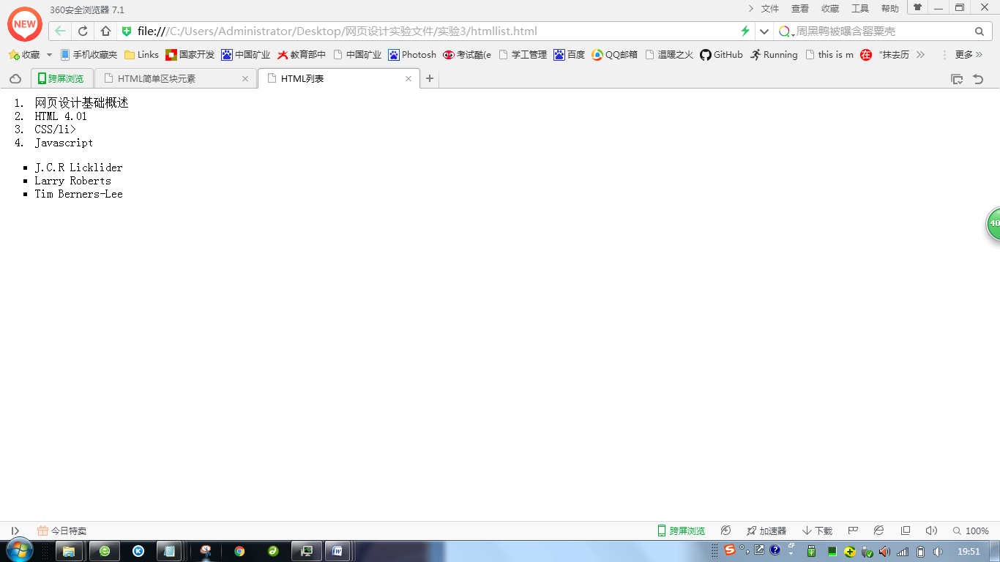 360安全浏览器 7.1
文件 查看 收藏 工具 帮助
NEW
file:///C:/Users/Administrator/Desktop/网页设计实验文件/实验3/htmllist.html
周黑鸭被曝含罂粟壳
收藏 手机收藏夹 Links 国家开发 中国矿业 教育部中 中国矿业 Photosh 考试酷(e 学工管理 百度 QQ邮箱 温暖之火 GitHub Running this is m 在 “抹去历 更多
跨屏浏览 HTML简单区块元素 HTML列表
1. 网页设计基础概述
2. HTML 4.01
3. CSS/li>
4. Javascript
J.C.R Licklider
Larry Roberts
Tim Berners-Lee
40
今日特卖 跨屏浏览 加速器 下载 100%
19:51